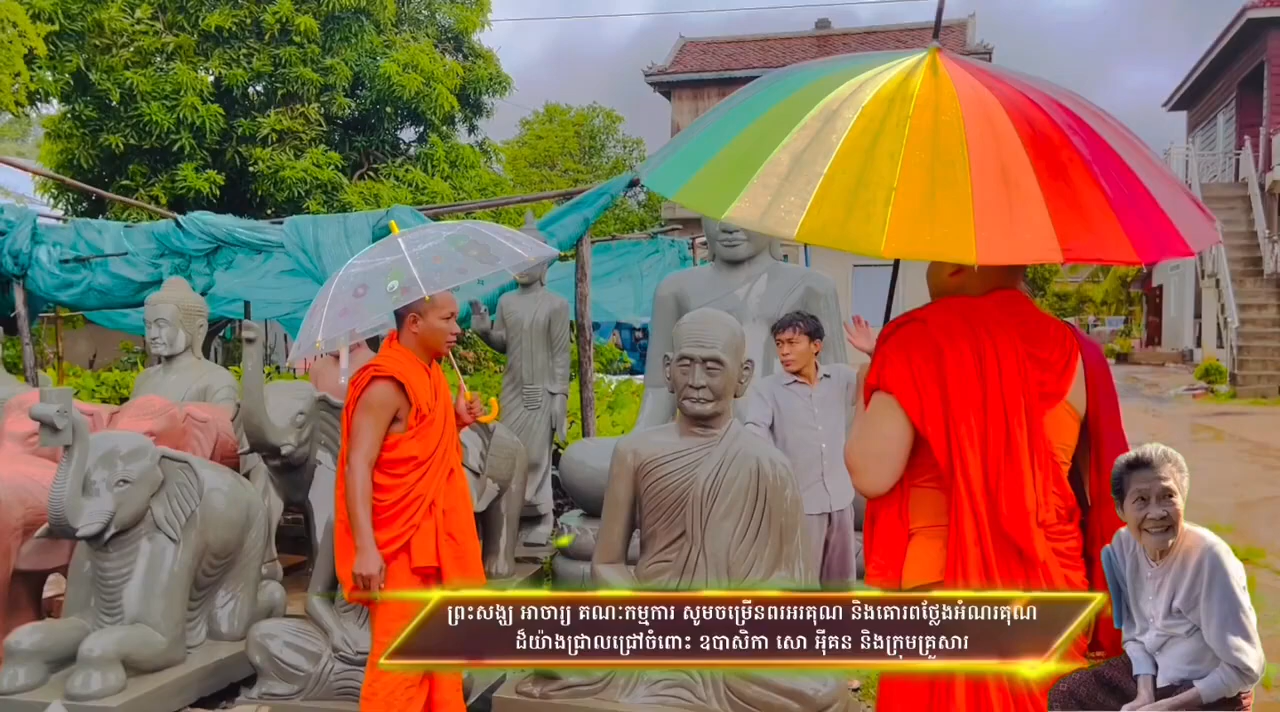 ព្រះសង្ឃ អាចារ្យ គណៈកម្មការ សូមចម្រើនពរអរគុណ និងគោរពថ្លែងអំណរគុណ
ដ៏យ៉ាងជ្រាលជ្រៅចំពោះ ឧបាសិកា សោ អ៊ីគន និងក្រុមគ្រួសារ